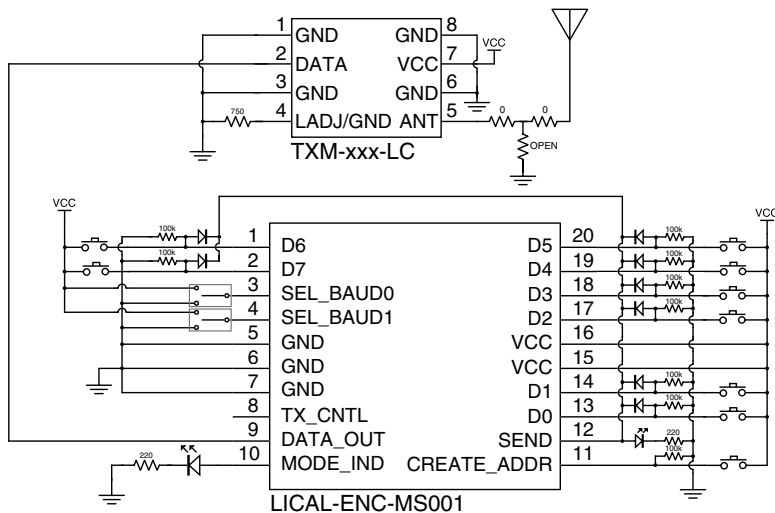 1 GND GND 8
2 DATA VCC 7 VCC
3 GND GND 6
750 4 LADJ/GND ANT 5 0 0
OPEN
TXM-xxx-LC
VCC VCC
100k 1 D6 D5 20 100k
100k 2 D7 D4 19 100k
3 SEL_BAUD0 D3 18 100k
4 SEL_BAUD1 D2 17 100k
5 GND VCC 16
6 GND VCC 15
7 GND D1 14 100k
8 TX_CNTL D0 13 100k
9 DATA_OUT SEND 12 220
220 10 MODE_IND CREATE_ADDR 11 100k
LICAL-ENC-MS001